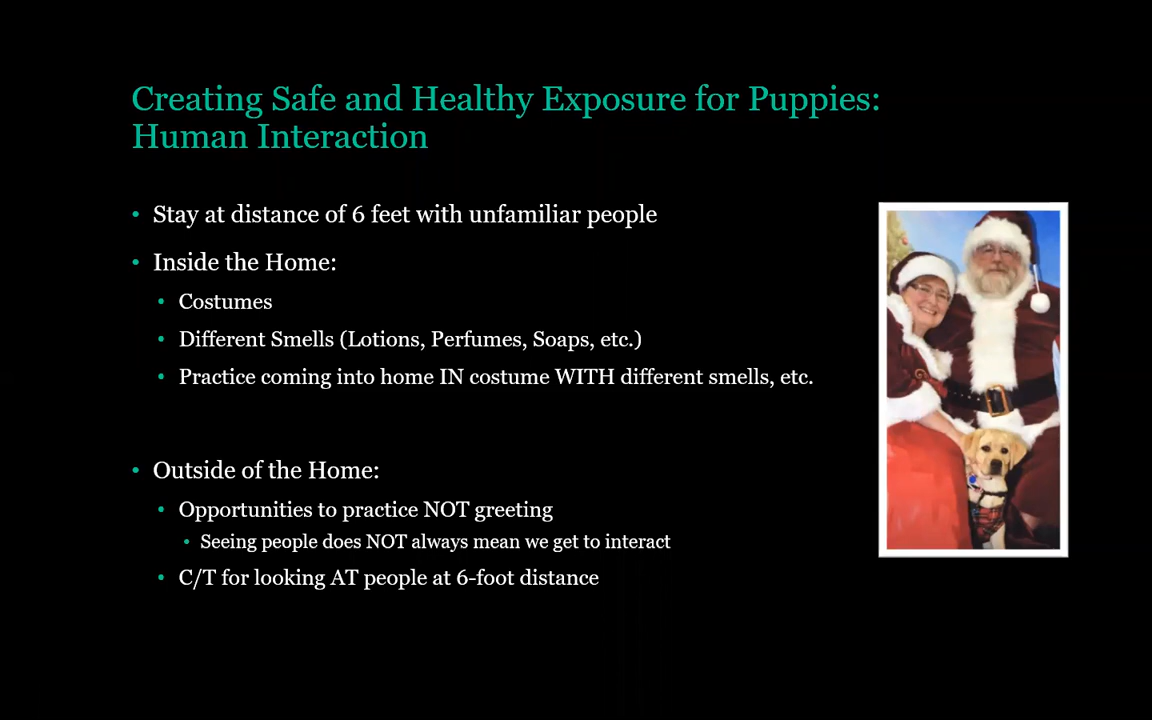 Creating Safe and Healthy Exposure for Puppies:
Human Interaction
• Stay at distance of 6 feet with unfamiliar people
• Inside the Home:
• Costumes
• Different Smells (Lotions, Perfumes, Soaps, etc.)
• Practice coming into home IN costume WITH different smells, etc.
• Outside of the Home:
• Opportunities to practice NOT greeting
• Seeing people does NOT always mean we get to interact
• C/T for looking AT people at 6-foot distance